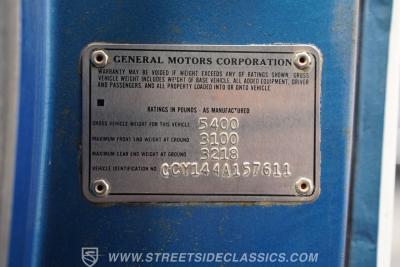 GENERAL MOTORS CORPORATION
WARRANTY MAY BE VOIDED IF WEIGHT EXCEEDS ANY OF RATINGS SHOWN. GROSS
VEHICLE WEIGHT INCLUDES WEIGHT OF BASE VEHICLE, ALL ADDED EQUIPMENT, DRIVER
AND PASSENGERS, AND ALL PROPERTY LOADED INTO OR ONTO VEHICLE
RATINGS IN POUNDS - AS MANUFACTURED
GROSS VEHICLE WEIGHT FOR THIS VEHICLE 5400
MAXIMUM FRONT END WEIGHT AT GROUND 3100
MAXIMUM REAR END WEIGHT AT GROUND 3218
VEHICLE IDENTIFICATION NO. CCY144A157611
WWW.STREETSIDECLASSICS.COM